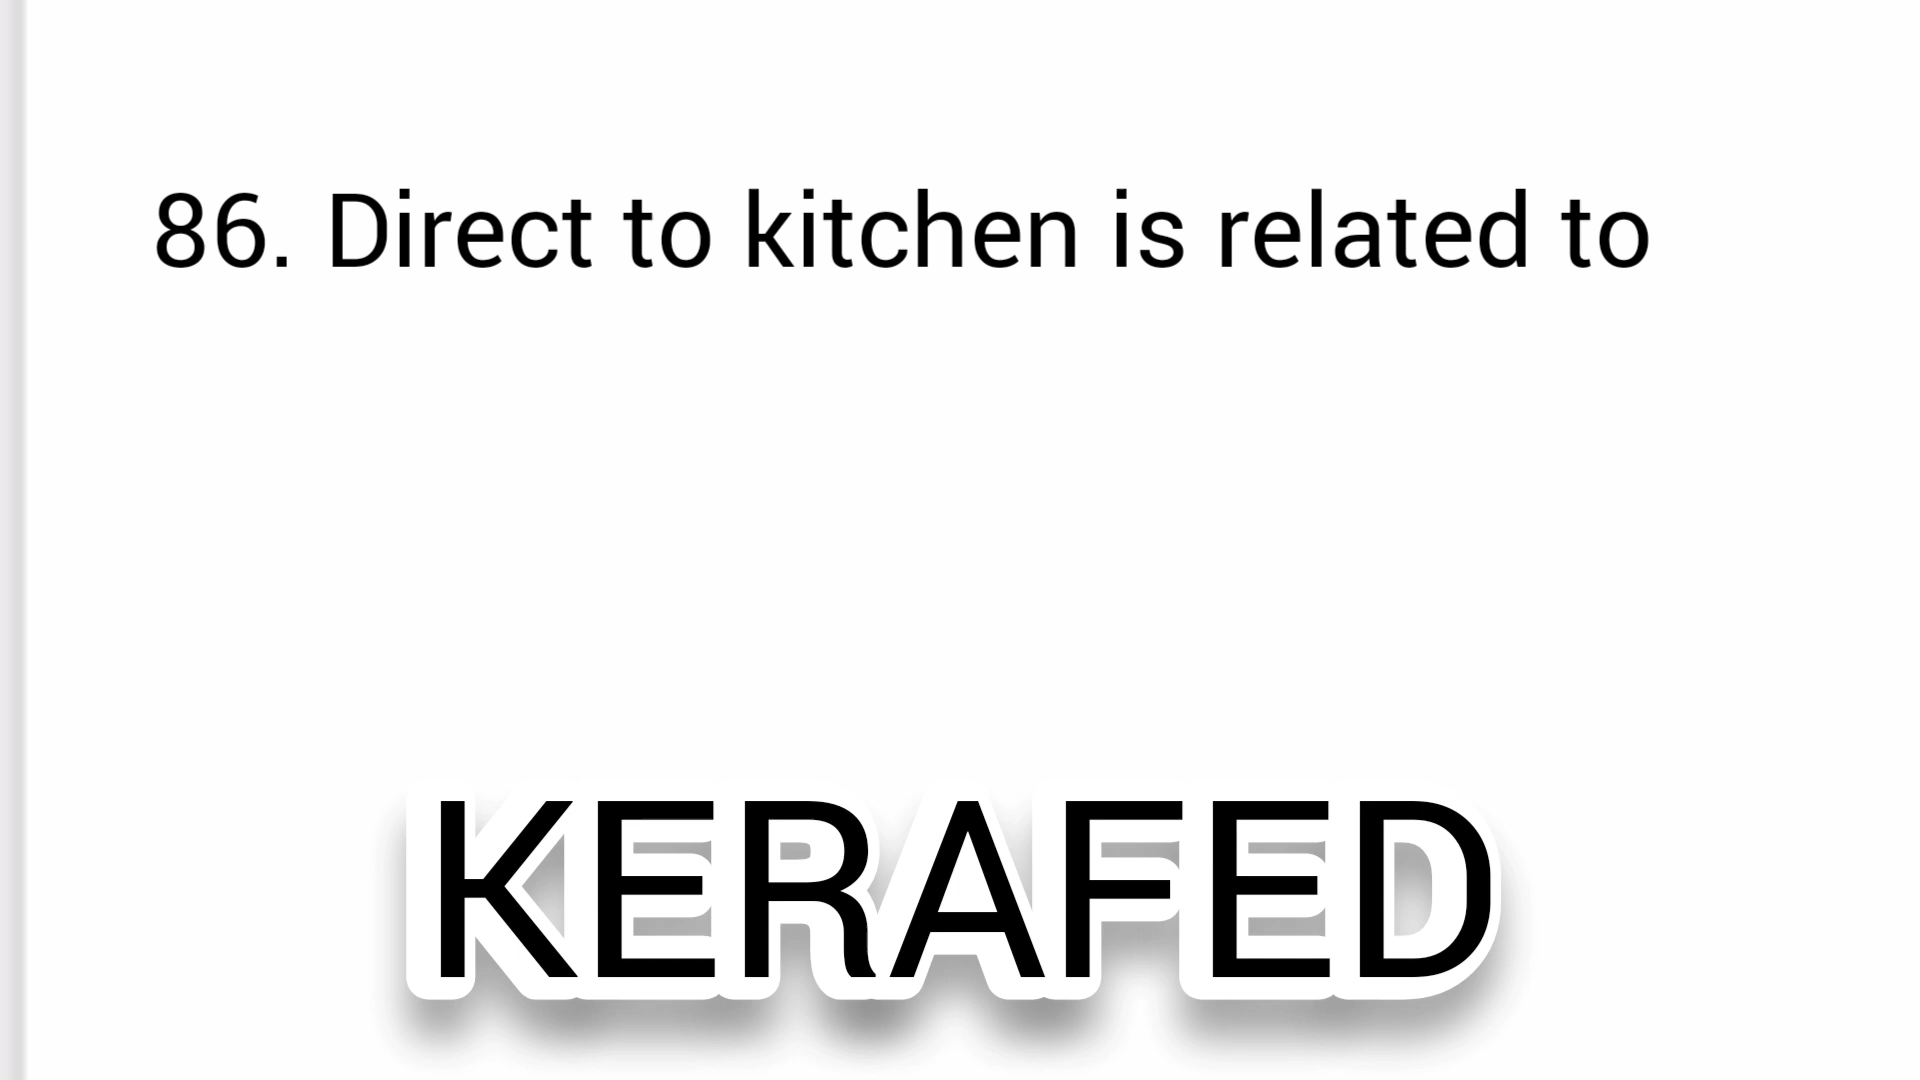 86. Direct to kitchen is related to
KERAFED